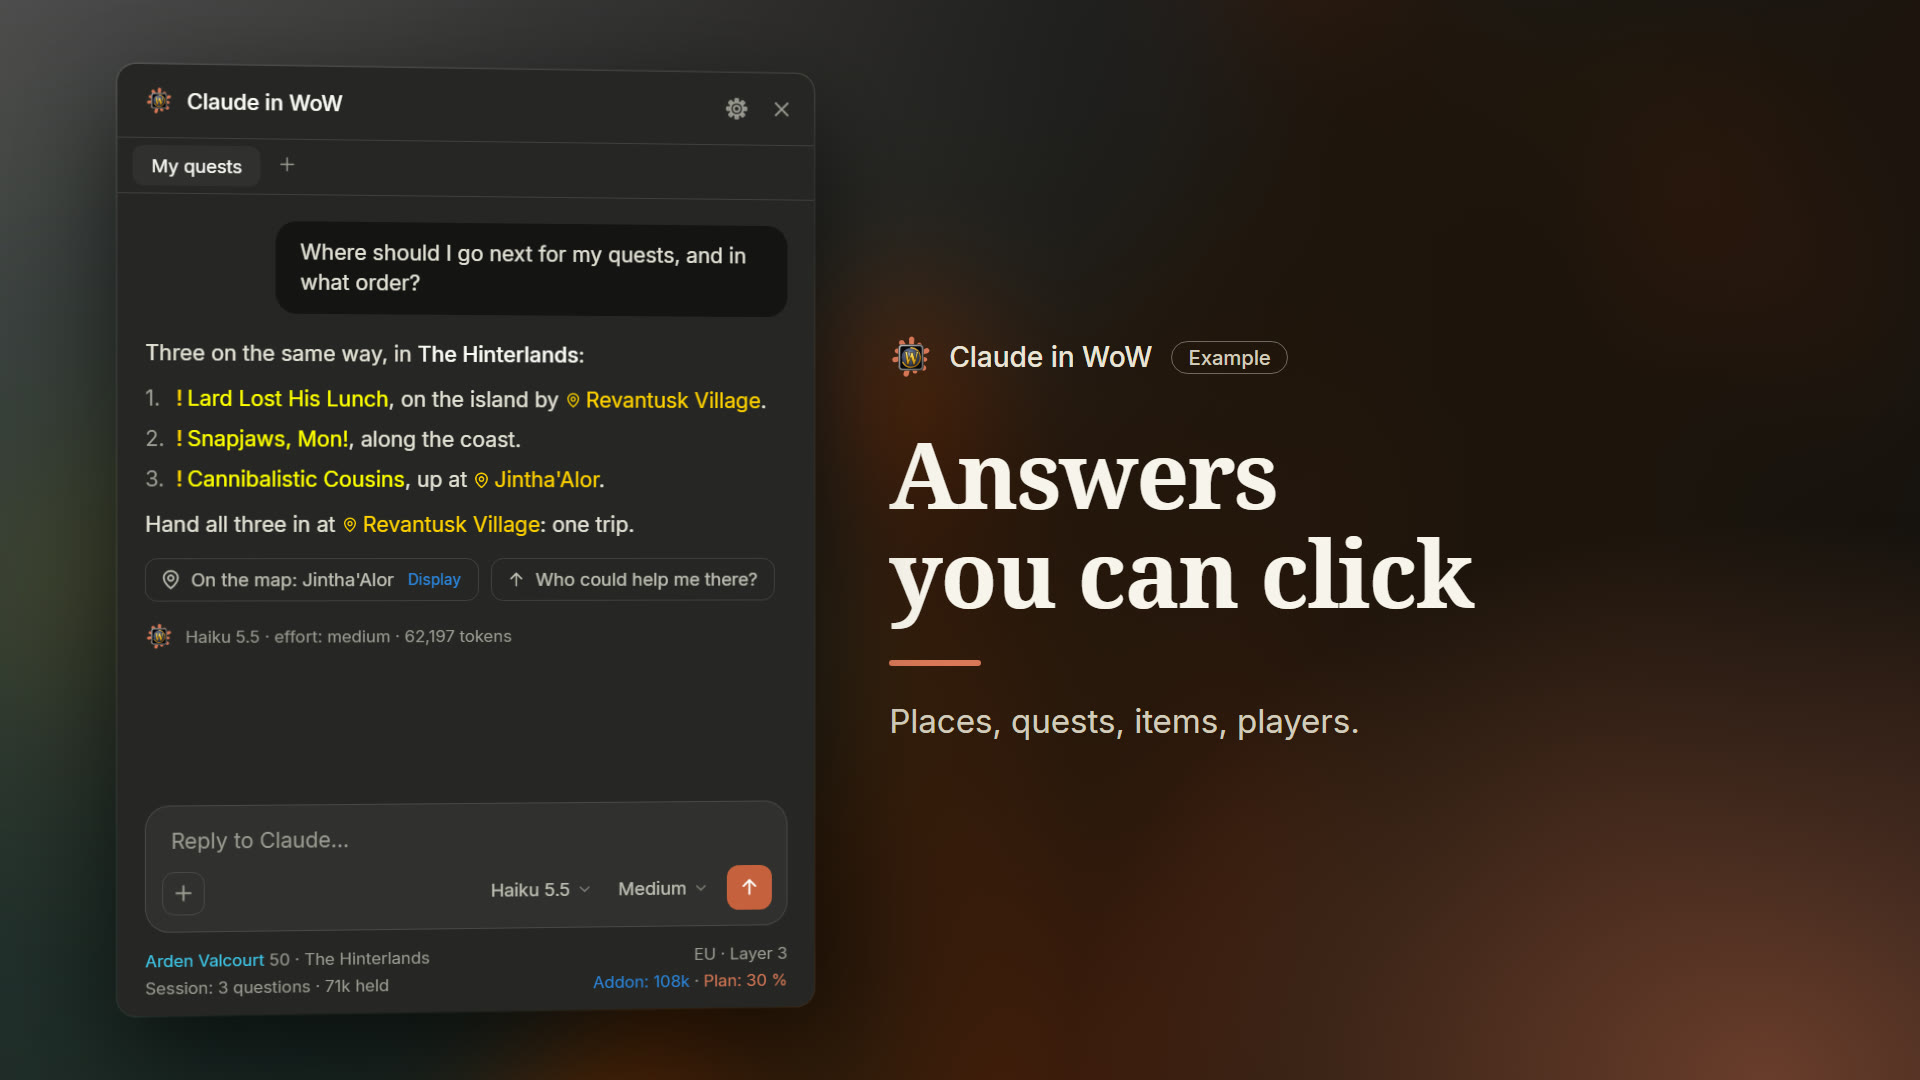 Claude in WoW
My quests
Where should I go next for my quests, and in
what order?
Three on the same way, in The Hinterlands:
1. ! Lard Lost His Lunch, on the island by Revantusk Village.
2. ! Snapjaws, Mon!, along the coast.
3. ! Cannibalistic Cousins, up at Jintha'Alor.
Hand all three in at Revantusk Village: one trip.
On the map: Jintha'Alor Display
Who could help me there?
Haiku 5.5 · effort: medium · 62,197 tokens
Reply to Claude...
Haiku 5.5
Medium
Arden Valcourt 50 · The Hinterlands
EU · Layer 3
Session: 3 questions · 71k held
Addon: 108k · Plan: 30 %
Claude in WoW
Example
Answers
you can click
Places, quests, items, players.